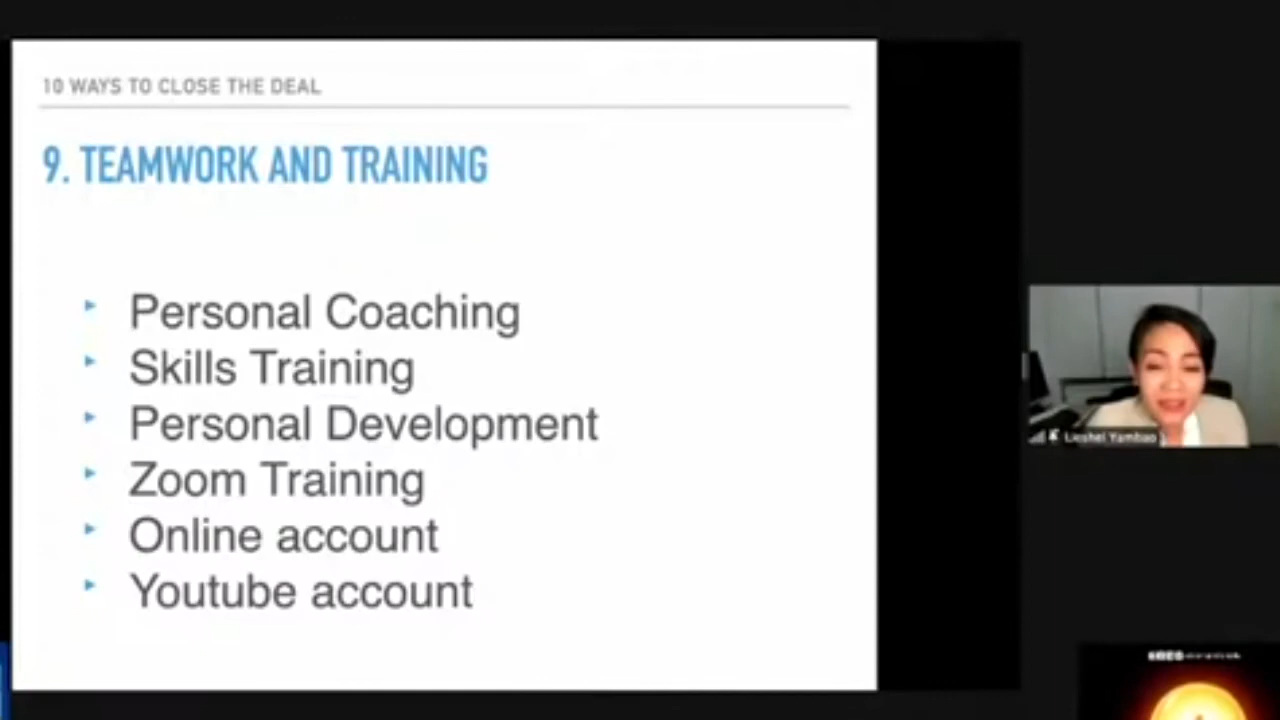 10 WAYS TO CLOSE THE DEAL
9. TEAMWORK AND TRAINING
Personal Coaching
Skills Training
Personal Development
Zoom Training
Online account
Youtube account
Yambao